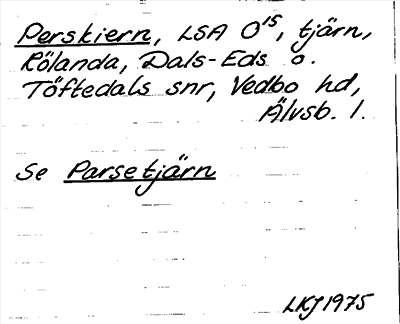 Perskiern, LSA O15, tjärn,
Rölanda, Dals-Eds o.
Töftedals snr, Vedbo hd,
Älvsb. l.
Se Parsetjärn
LKJ 1975